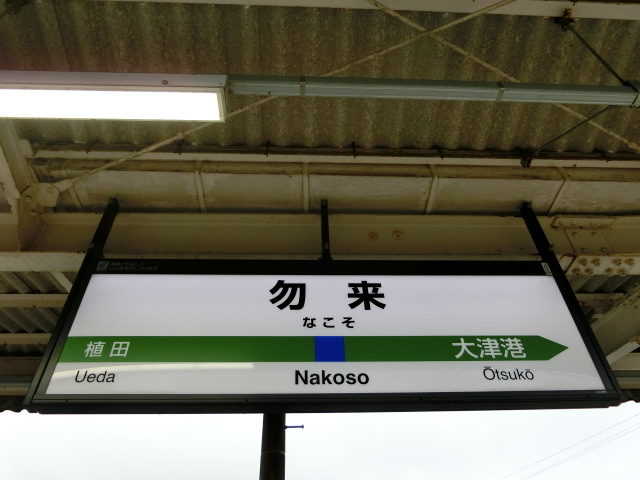 勿来
なこそ
植田 大津港
Ueda Nakoso Ōtsukō